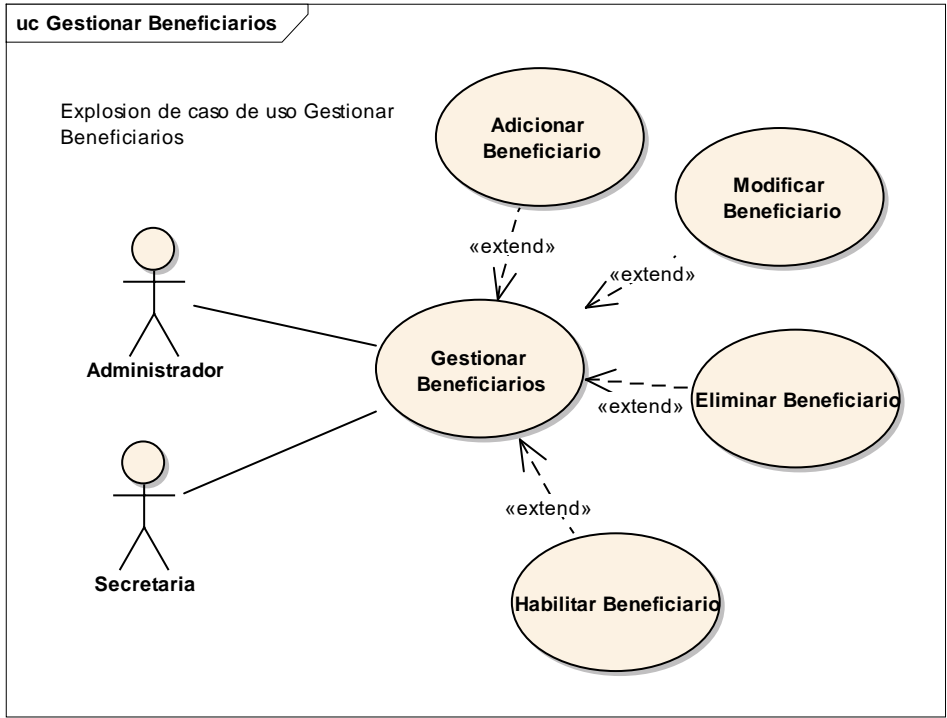 uc Gestionar Beneficiarios
Explosion de caso de uso Gestionar
Beneficiarios
Adicionar
Beneficiario
Modificar
Beneficiario
«extend»
«extend»
Administrador
Gestionar
Beneficiarios
«extend»
Eliminar Beneficiario
«extend»
Secretaria
Habilitar Beneficiario